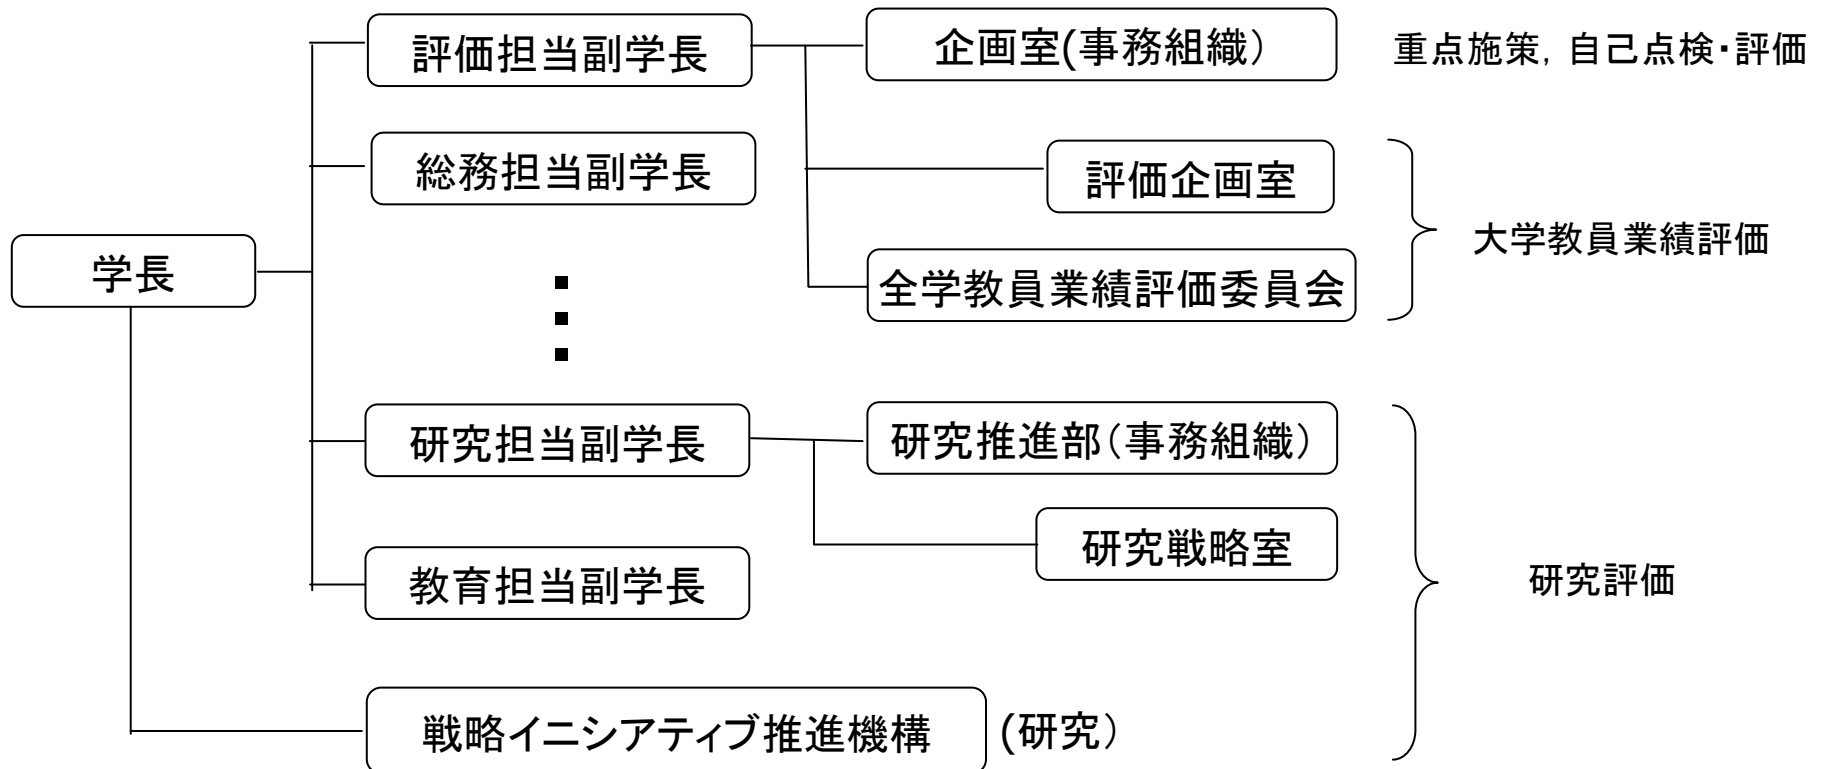 評価担当副学長
企画室(事務組織)
重点施策, 自己点検・評価
総務担当副学長
評価企画室
大学教員業績評価
学長
全学教員業績評価委員会
研究担当副学長
研究推進部(事務組織)
研究戦略室
研究評価
教育担当副学長
戦略イニシアティブ推進機構 (研究)